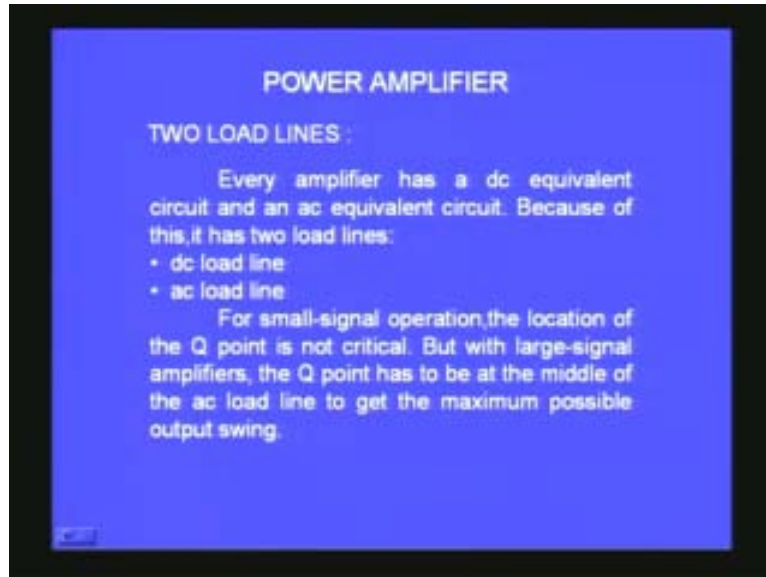 POWER AMPLIFIER
TWO LOAD LINES :
Every amplifier has a dc equivalent
circuit and an ac equivalent circuit. Because of
this,it has two load lines:
• dc load line
• ac load line
For small-signal operation,the location of
the Q point is not critical. But with large-signal
amplifiers, the Q point has to be at the middle of
the ac load line to get the maximum possible
output swing.